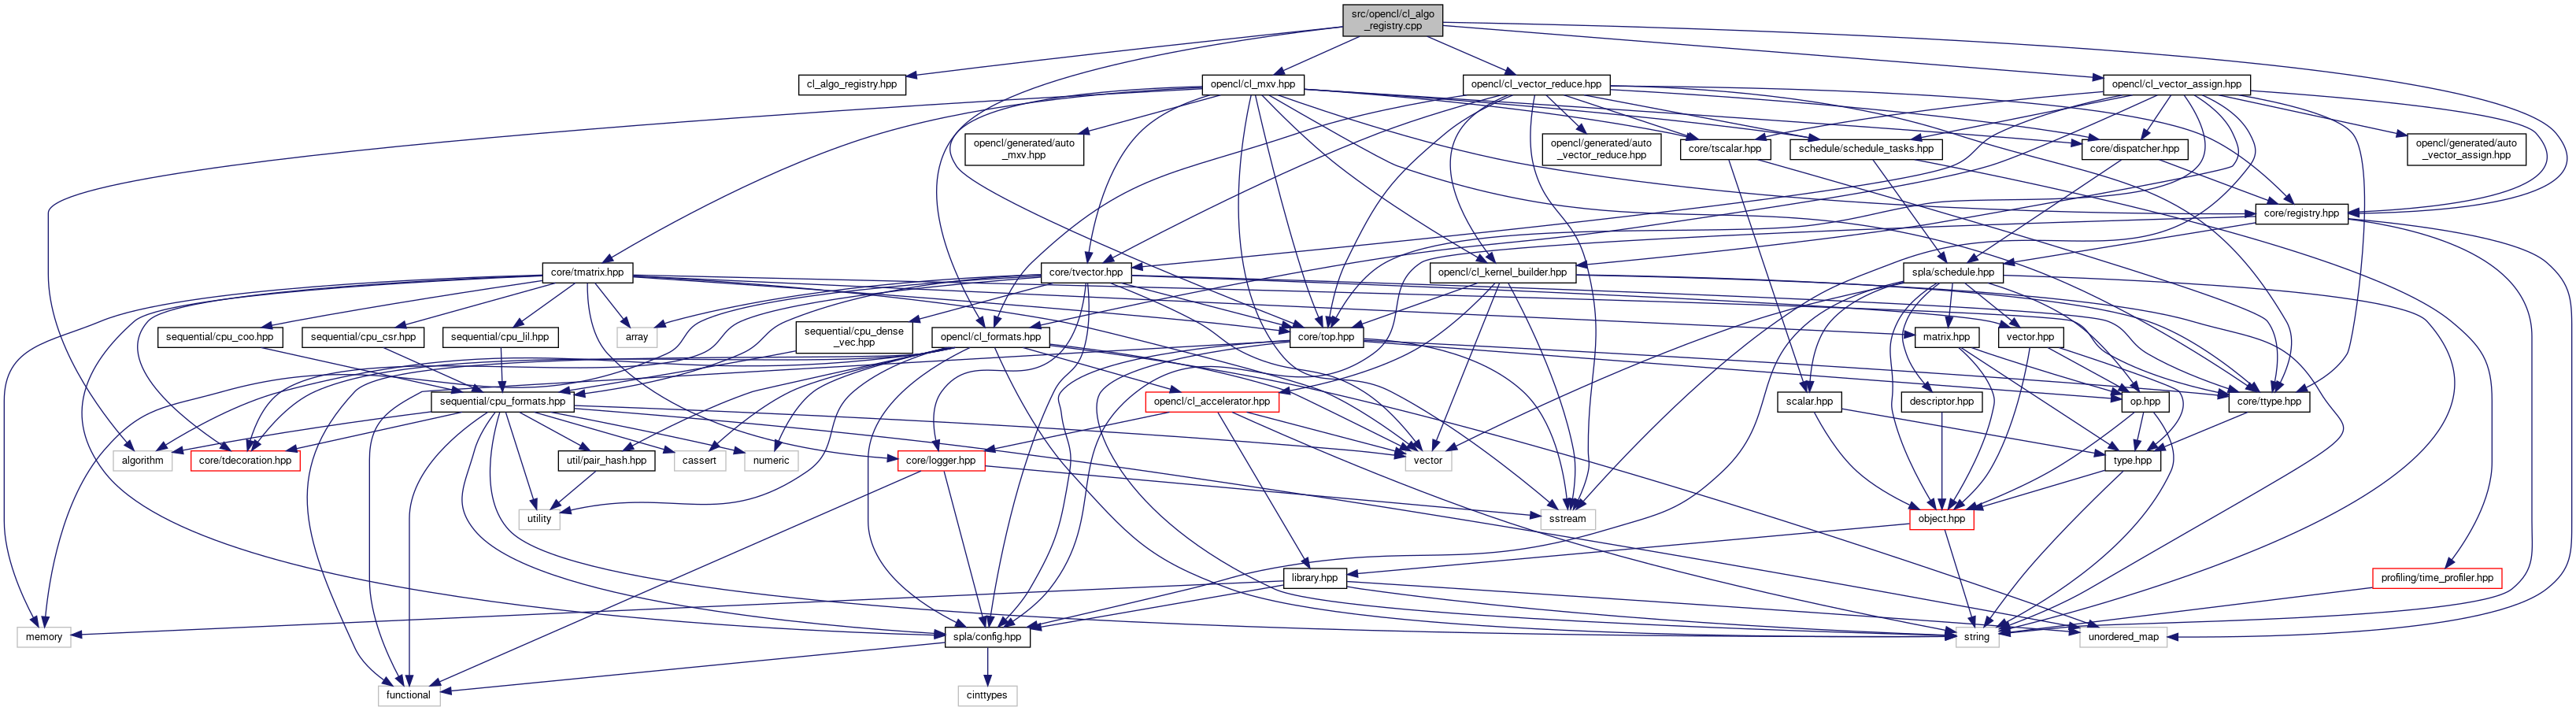 src/opencl/cl_algo
_registry.cpp
cl_algo_registry.hpp
opencl/cl_mxv.hpp
opencl/cl_vector_reduce.hpp
opencl/cl_vector_assign.hpp
opencl/generated/auto
_mxv.hpp
opencl/generated/auto
_vector_reduce.hpp
core/tscalar.hpp
schedule/schedule_tasks.hpp
core/dispatcher.hpp
opencl/generated/auto
_vector_assign.hpp
core/registry.hpp
core/tmatrix.hpp
core/tvector.hpp
opencl/cl_kernel_builder.hpp
spla/schedule.hpp
sequential/cpu_coo.hpp
sequential/cpu_csr.hpp
sequential/cpu_lil.hpp
array
sequential/cpu_dense
_vec.hpp
opencl/cl_formats.hpp
core/top.hpp
matrix.hpp
vector.hpp
sequential/cpu_formats.hpp
opencl/cl_accelerator.hpp
scalar.hpp
descriptor.hpp
op.hpp
core/ttype.hpp
algorithm
core/tdecoration.hpp
util/pair_hash.hpp
cassert
numeric
core/logger.hpp
vector
type.hpp
utility
sstream
object.hpp
library.hpp
profiling/time_profiler.hpp
memory
spla/config.hpp
string
unordered_map
functional
cinttypes